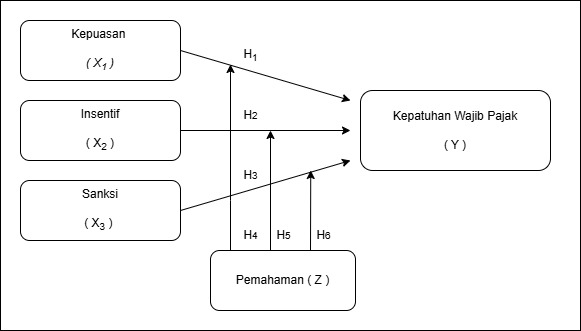 Kepuasan
( X1 )
H1
Insentif
( X2 )
H2
Kepatuhan Wajib Pajak
( Y )
Sanksi
( X3 )
H3
H4
H5
H6
Pemahaman ( Z )